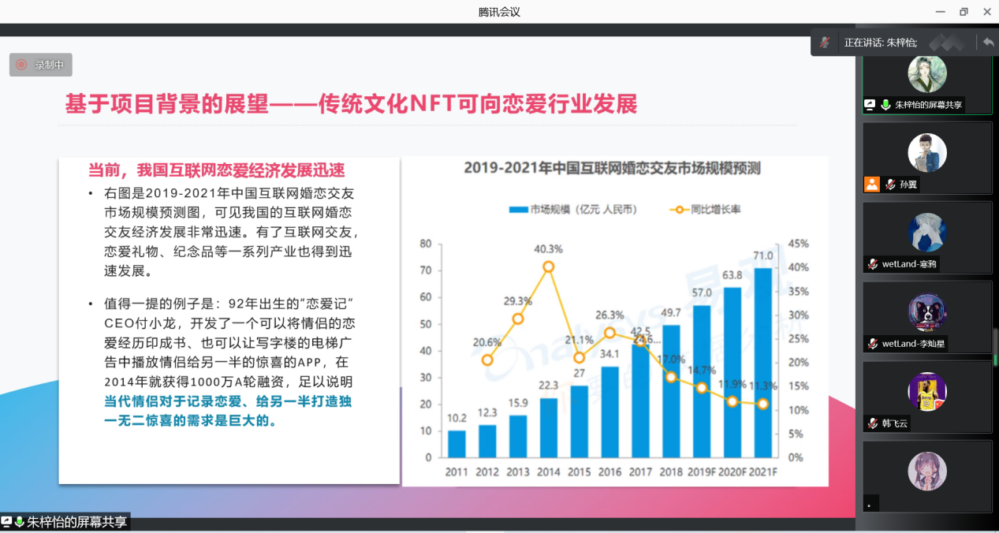 腾讯会议
正在讲话: 朱梓怡;
录制中
基于项目背景的展望——传统文化NFT可向恋爱行业发展
当前，我国互联网恋爱经济发展迅速
• 右图是2019-2021年中国互联网婚恋交友
市场规模预测图，可见我国的互联网婚恋
交友经济发展非常迅速。有了互联网交友，
恋爱礼物、纪念品等一系列产业也得到迅
速发展。
• 值得一提的例子是：92年出生的“恋爱记”
CEO付小龙，开发了一个可以将情侣的恋
爱经历印成书、也可以让写字楼的电梯广
告中播放情侣给另一半的惊喜的APP，在
2014年就获得1000万A轮融资，足以说明
当代情侣对于记录恋爱、给另一半打造独
一无二惊喜的需求是巨大的。
2019-2021年中国互联网婚恋交友市场规模预测
市场规模（亿元 人民币） 同比增长率
80
70
60
50
40
30
20
10
0
45%
40%
35%
30%
25%
20%
15%
10%
5%
0%
10.2 12.3 15.9 22.3 27 34.1 42.5 49.7 57.0 63.8 71.0
20.6% 29.3% 40.3% 21.1% 26.3% 24.6... 17.0% 14.7% 11.9% 11.3%
2011 2012 2013 2014 2015 2016 2017 2018 2019F 2020F 2021F
nalysys 易观
朱梓怡的屏幕共享
朱梓怡的屏幕共享
孙翼
wetLand-寒鸦
wetLand-李灿星
韩飞云
。